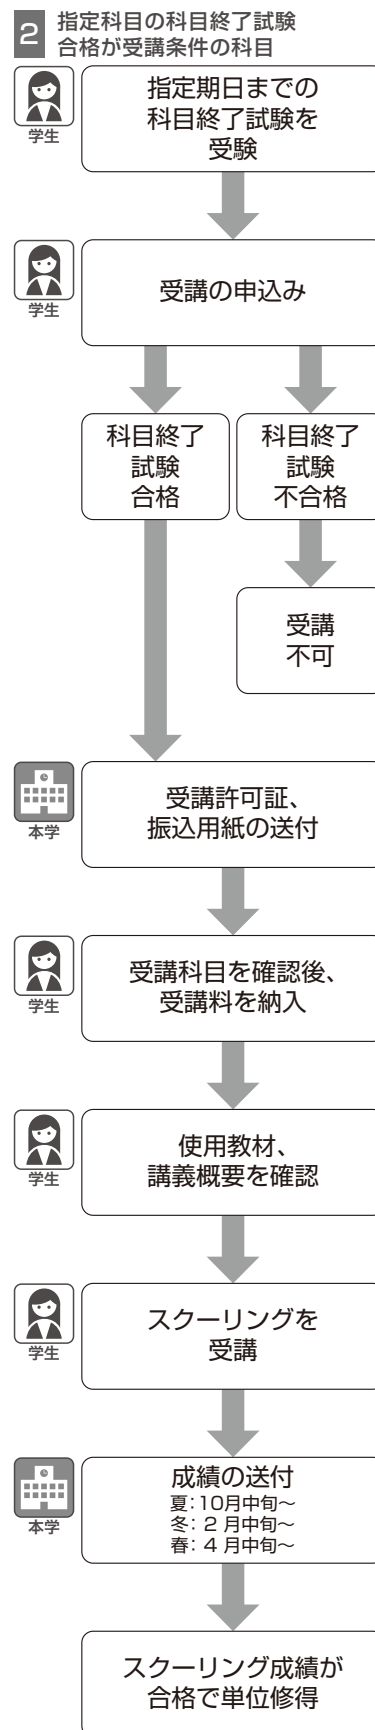 2 指定科目の科目終了試験
合格が受講条件の科目
学生
指定期日までの
科目終了試験を
受験
学生
受講の申込み
科目終了
試験
合格
科目終了
試験
不合格
受講
不可
本学
受講許可証、
振込用紙の送付
学生
受講科目を確認後、
受講料を納入
学生
使用教材、
講義概要を確認
学生
スクーリングを
受講
本学
成績の送付
夏：10月中旬～
冬： 2 月中旬～
春： 4 月中旬～
スクーリング成績が
合格で単位修得